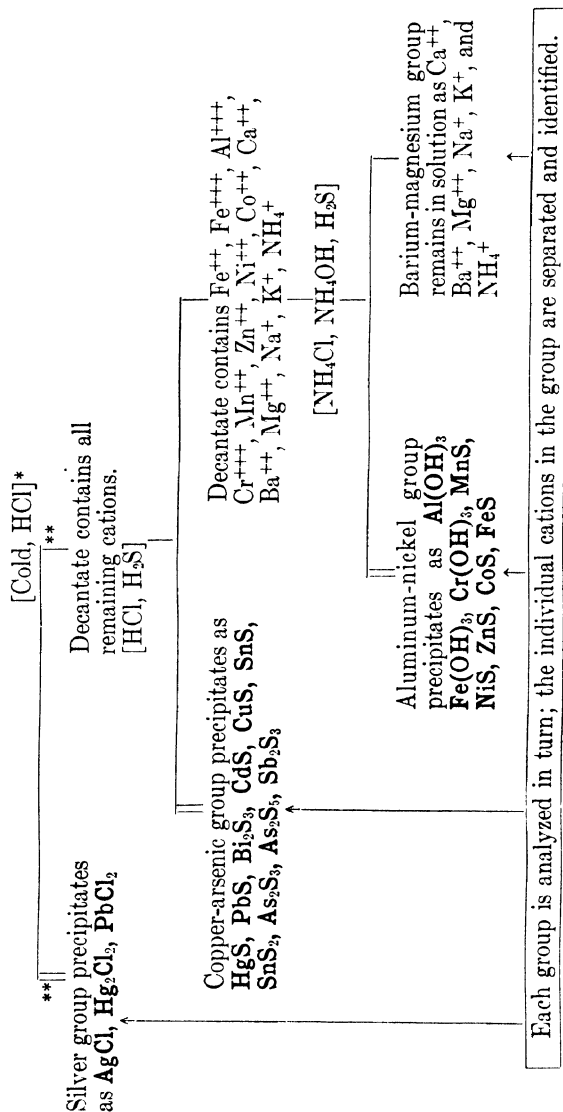 [Cold, HCl]*
**
**
Silver group precipitates
as AgCl, Hg₂Cl₂, PbCl₂
Decantate contains all
remaining cations.
[HCl, H₂S]
Copper-arsenic group precipitates as
HgS, PbS, Bi₂S₃, CdS, CuS, SnS,
SnS₂, As₂S₃, As₂S₅, Sb₂S₃
Decantate contains Fe⁺⁺, Fe⁺⁺⁺, Al⁺⁺⁺,
Cr⁺⁺⁺, Mn⁺⁺, Zn⁺⁺, Ni⁺⁺, Co⁺⁺, Ca⁺⁺,
Ba⁺⁺, Mg⁺⁺, Na⁺, K⁺, NH₄⁺
[NH₄Cl, NH₄OH, H₂S]
Aluminum-nickel group
precipitates as Al(OH)₃
Fe(OH)₃, Cr(OH)₃, MnS,
NiS, ZnS, CoS, FeS
Barium-magnesium group
remains in solution as Ca⁺⁺,
Ba⁺⁺, Mg⁺⁺, Na⁺, K⁺, and
NH₄⁺
Each group is analyzed in turn; the individual cations in the group are separated and identified.